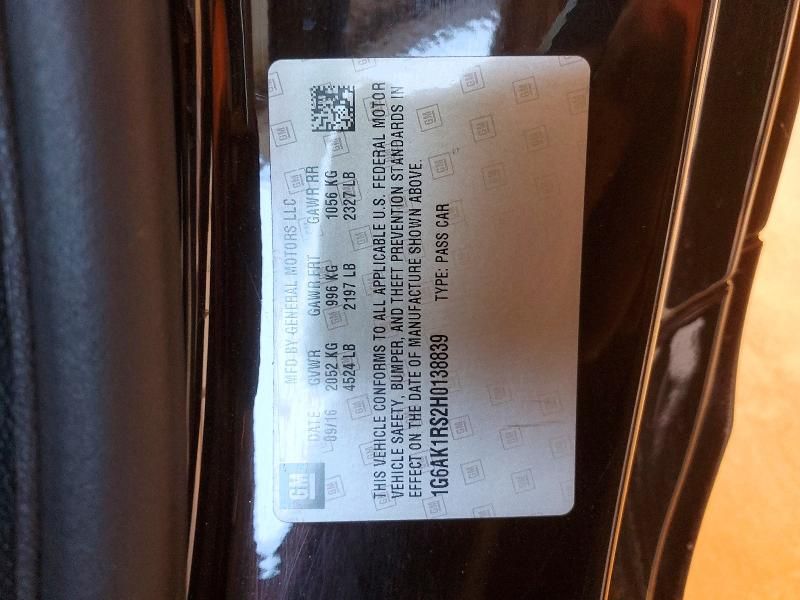 GM
MFD BY GENERAL MOTORS LLC
DATE GVWR GAWR FRT GAWR RR
09/16 2052 KG 996 KG 1056 KG
4524 LB 2197 LB 2327 LB
THIS VEHICLE CONFORMS TO ALL APPLICABLE U.S. FEDERAL MOTOR
VEHICLE SAFETY, BUMPER, AND THEFT PREVENTION STANDARDS IN
EFFECT ON THE DATE OF MANUFACTURE SHOWN ABOVE.
1G6AK1RS2H0138839 TYPE: PASS CAR